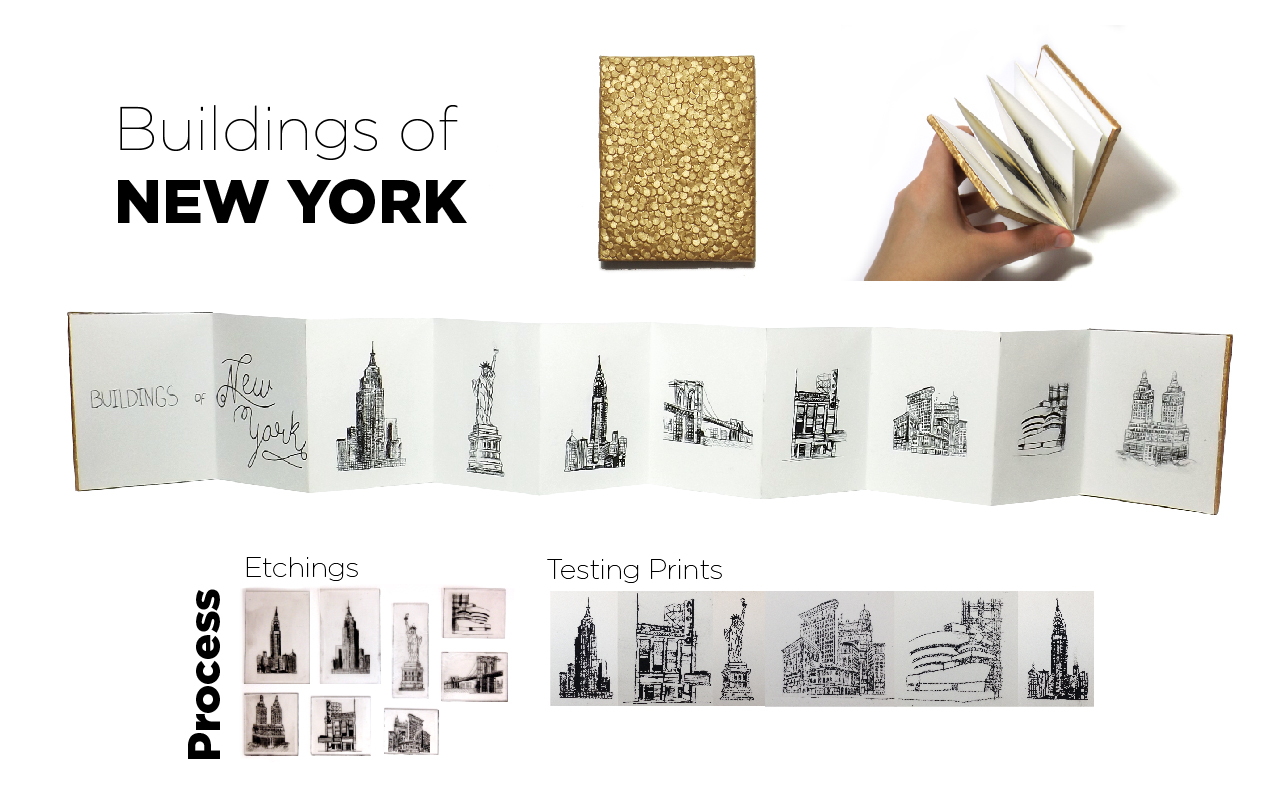 Buildings of
NEW YORK
BUILDINGS OF New
York
Process
Etchings
Testing Prints